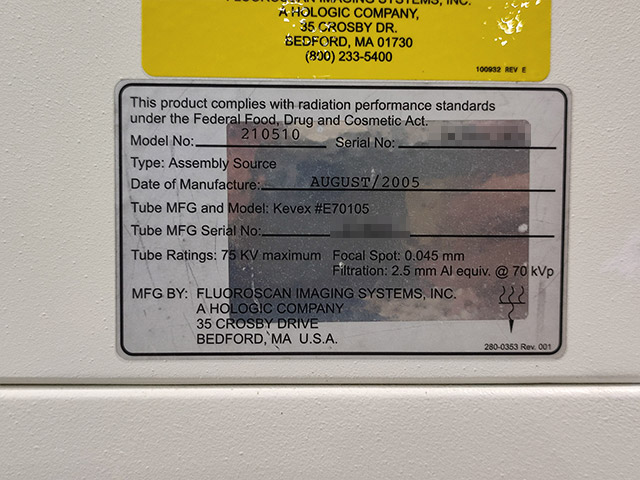 FLUOROSCAN IMAGING SYSTEMS, INC.
A HOLOGIC COMPANY,
35 CROSBY DR.
BEDFORD, MA 01730
(800) 233-5400
100932 REV E
This product complies with radiation performance standards
under the Federal Food, Drug and Cosmetic Act.
Model No: 210510 Serial No:
Type: Assembly Source
Date of Manufacture: AUGUST/2005
Tube MFG and Model: Kevex #E70105
Tube MFG Serial No:
Tube Ratings: 75 KV maximum Focal Spot: 0.045 mm
Filtration: 2.5 mm Al equiv. @ 70 kVp
MFG BY: FLUOROSCAN IMAGING SYSTEMS, INC.
A HOLOGIC COMPANY
35 CROSBY DRIVE
BEDFORD, MA U.S.A.
280-0353 Rev. 001